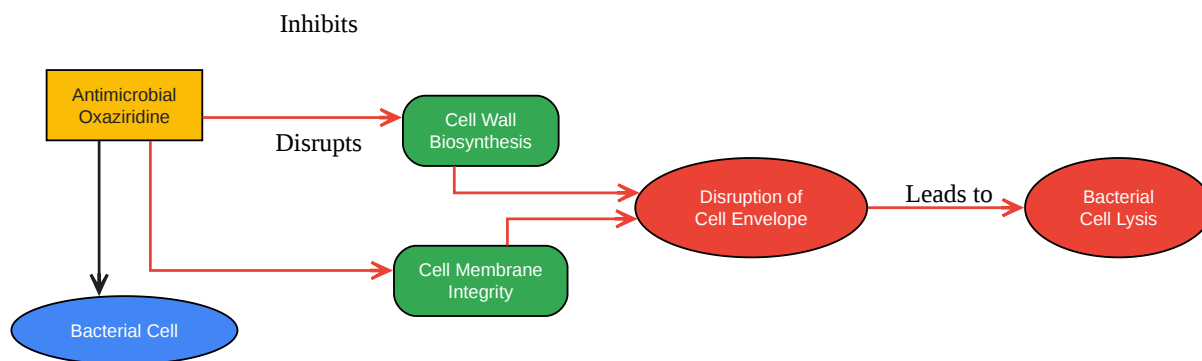 Inhibits
Antimicrobial
Oxaziridine
Cell Wall
Biosynthesis
Disrupts
Disruption of
Cell Envelope
Leads to
Bacterial
Cell Lysis
Cell Membrane
Integrity
Bacterial Cell